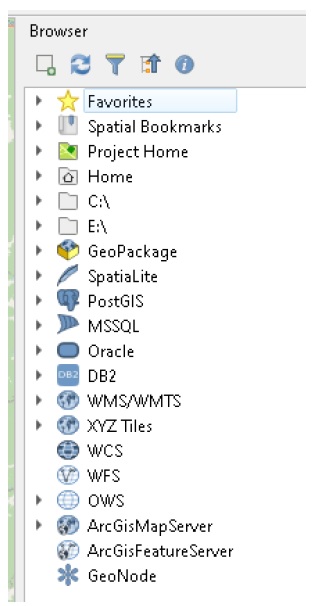 Browser
Favorites
Spatial Bookmarks
Project Home
Home
C:\
E:\
GeoPackage
SpatiaLite
PostGIS
MSSQL
Oracle
DB2 DB2
WMS/WMTS
XYZ Tiles
WCS
WFS
OWS
ArcGisMapServer
ArcGisFeatureServer
GeoNode